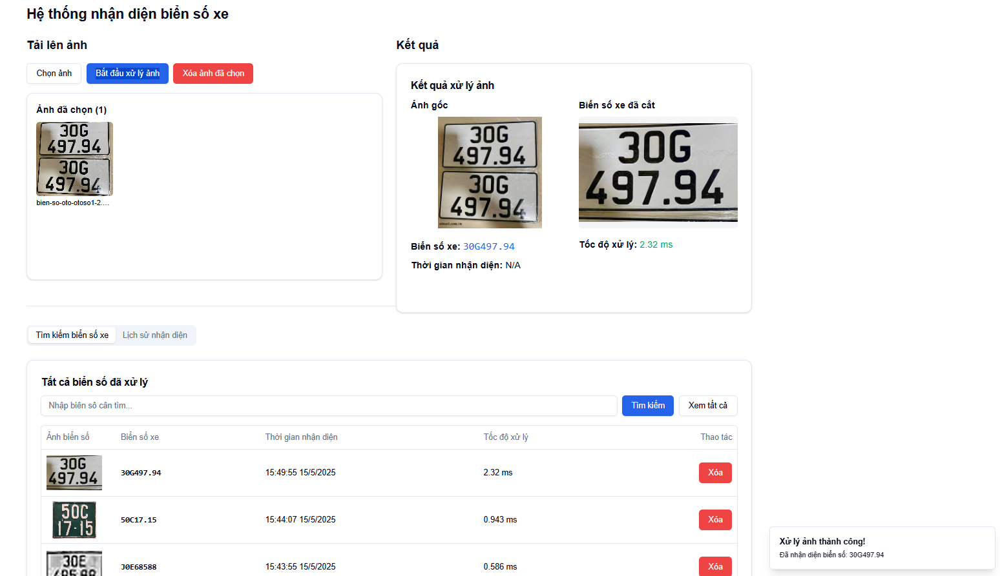 Hệ thống nhận diện biển số xe
Tải lên ảnh
Chọn ảnh
Bắt đầu xử lý ảnh
Xóa ảnh đã chọn
Ảnh đã chọn (1)
30G
497.94
30G
497.94
bien-so-oto-otoso1-2....
Kết quả
Kết quả xử lý ảnh
Ảnh gốc
30G
497.94
30G
497.94
Biển số xe đã cắt
30G
497.94
Biển số xe: 30G497.94
Tốc độ xử lý: 2.32 ms
Thời gian nhận diện: N/A
Tìm kiếm biển số xe
Lịch sử nhận diện
Tất cả biển số đã xử lý
Nhập biển số cần tìm...
Tìm kiếm
Xem tất cả
Ảnh biển số
Biển số xe
Thời gian nhận diện
Tốc độ xử lý
Thao tác
30G
497.94
30G497.94
15:49:55 15/5/2025
2.32 ms
Xóa
50C
17-15
50C17.15
15:44:07 15/5/2025
0.943 ms
Xóa
30E
J0E68588
15:43:55 15/5/2025
0.586 ms
Xóa
Xử lý ảnh thành công!
Đã nhận diện biển số: 30G497.94